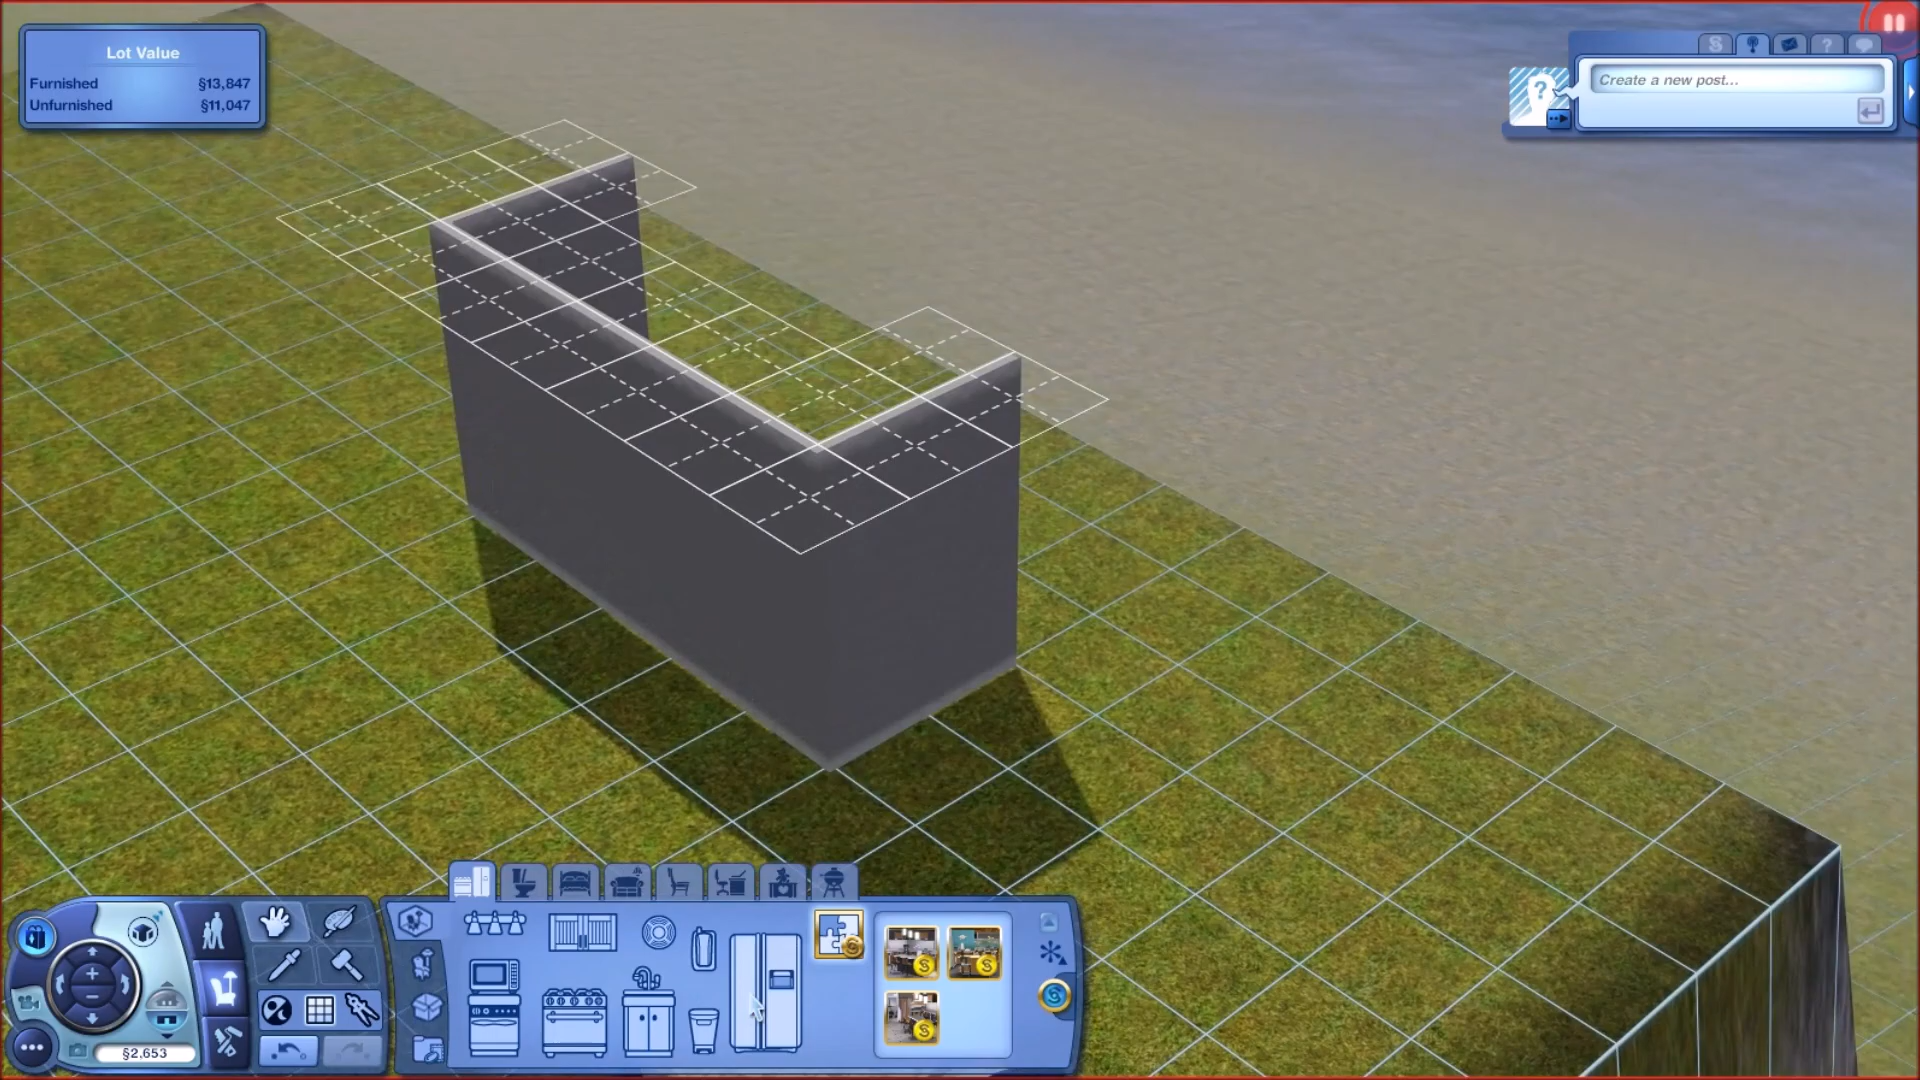 Lot Value
Furnished §13,847
Unfurnished §11,047
Create a new post...
§2,653